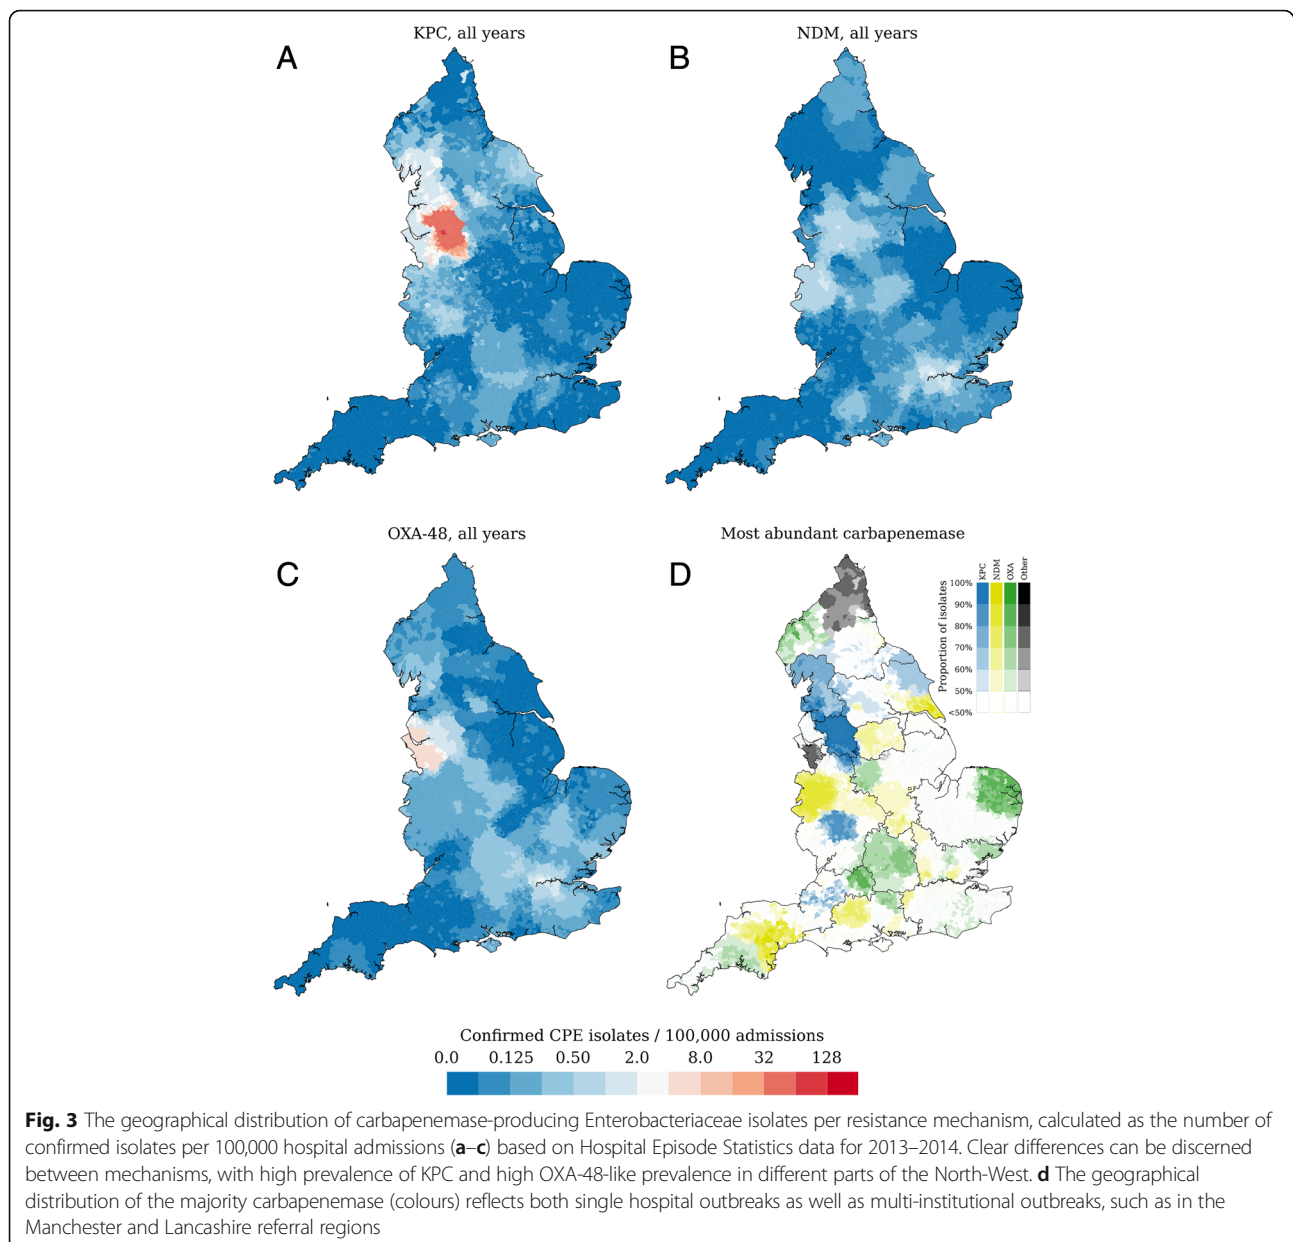 KPC, all years
A
NDM, all years
B
OXA-48, all years
C
Most abundant carbapenemase
D
KPC
NDM
OXA
Other
Proportion of isolates
100%
90%
80%
70%
60%
50%
<50%
Confirmed CPE isolates / 100,000 admissions
0.0 0.125 0.50 2.0 8.0 32 128
Fig. 3 The geographical distribution of carbapenemase-producing Enterobacteriaceae isolates per resistance mechanism, calculated as the number of
confirmed isolates per 100,000 hospital admissions (a–c) based on Hospital Episode Statistics data for 2013–2014. Clear differences can be discerned
between mechanisms, with high prevalence of KPC and high OXA-48-like prevalence in different parts of the North-West. d The geographical
distribution of the majority carbapenemase (colours) reflects both single hospital outbreaks as well as multi-institutional outbreaks, such as in the
Manchester and Lancashire referral regions